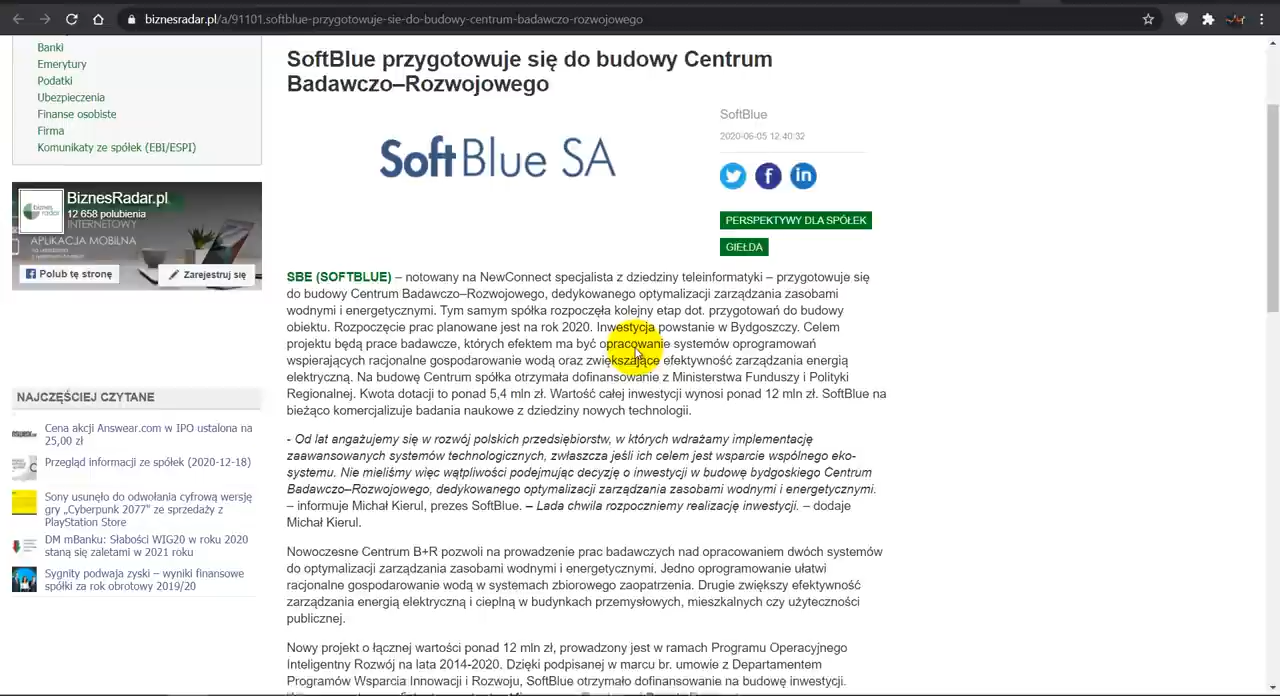 biznesradar.pl/a/91101,softblue-przygotowuje-sie-do-budowy-centrum-badawczo-rozwojowego
Banki
Emerytury
Podatki
Ubezpieczenia
Finanse osobiste
Firma
Komunikaty ze spółek (EBI/ESPI)
biznes
radar
BiznesRadar.pl
12 658 polubienia
INTERNETOWY
APLIKACJA MOBILNA
Polub tę stronę
Zarejestruj się
NAJCZĘŚCIEJ CZYTANE
Cena akcji Answear.com w IPO ustalona na
25,00 zł
Przegląd informacji ze spółek (2020-12-18)
Sony usunęło do odwołania cyfrową wersję
gry „Cyberpunk 2077” ze sprzedaży z
PlayStation Store
DM mBanku: Słabości WIG20 w roku 2020
staną się zaletami w 2021 roku
Sygnity podwaja zyski – wyniki finansowe
spółki za rok obrotowy 2019/20
SoftBlue przygotowuje się do budowy Centrum
Badawczo–Rozwojowego
SoftBlue SA
SoftBlue
2020-06-05 12:40:32
PERSPEKTYWY DLA SPÓŁEK
GIEŁDA
SBE (SOFTBLUE) – notowany na NewConnect specjalista z dziedziny teleinformatyki – przygotowuje się
do budowy Centrum Badawczo–Rozwojowego, dedykowanego optymalizacji zarządzania zasobami
wodnymi i energetycznymi. Tym samym spółka rozpoczęła kolejny etap dot. przygotowań do budowy
obiektu. Rozpoczęcie prac planowane jest na rok 2020. Inwestycja powstanie w Bydgoszczy. Celem
projektu będą prace badawcze, których efektem ma być opracowanie systemów oprogramowań
wspierających racjonalne gospodarowanie wodą oraz zwiększające efektywność zarządzania energią
elektryczną. Na budowę Centrum spółka otrzymała dofinansowanie z Ministerstwa Funduszy i Polityki
Regionalnej. Kwota dotacji to ponad 5,4 mln zł. Wartość całej inwestycji wynosi ponad 12 mln zł. SoftBlue na
bieżąco komercjalizuje badania naukowe z dziedziny nowych technologii.
- Od lat angażujemy się w rozwój polskich przedsiębiorstw, w których wdrażamy implementację
zaawansowanych systemów technologicznych, zwłaszcza jeśli ich celem jest wsparcie wspólnego eko-
systemu. Nie mieliśmy więc wątpliwości podejmując decyzję o inwestycji w budowę bydgoskiego Centrum
Badawczo–Rozwojowego, dedykowanego optymalizacji zarządzania zasobami wodnymi i energetycznymi.
– informuje Michał Kierul, prezes SoftBlue. – Lada chwila rozpoczniemy realizację inwestycji. – dodaje
Michał Kierul.
Nowoczesne Centrum B+R pozwoli na prowadzenie prac badawczych nad opracowaniem dwóch systemów
do optymalizacji zarządzania zasobami wodnymi i energetycznymi. Jedno oprogramowanie ułatwi
racjonalne gospodarowanie wodą w systemach zbiorowego zaopatrzenia. Drugie zwiększy efektywność
zarządzania energią elektryczną i cieplną w budynkach przemysłowych, mieszkalnych czy użyteczności
publicznej.
Nowy projekt o łącznej wartości ponad 12 mln zł, prowadzony jest w ramach Programu Operacyjnego
Inteligentny Rozwój na lata 2014-2020. Dzięki podpisanej w marcu br. umowie z Departamentem
Programów Wsparcia Innowacji i Rozwoju, SoftBlue otrzymało dofinansowanie na budowę inwestycji.